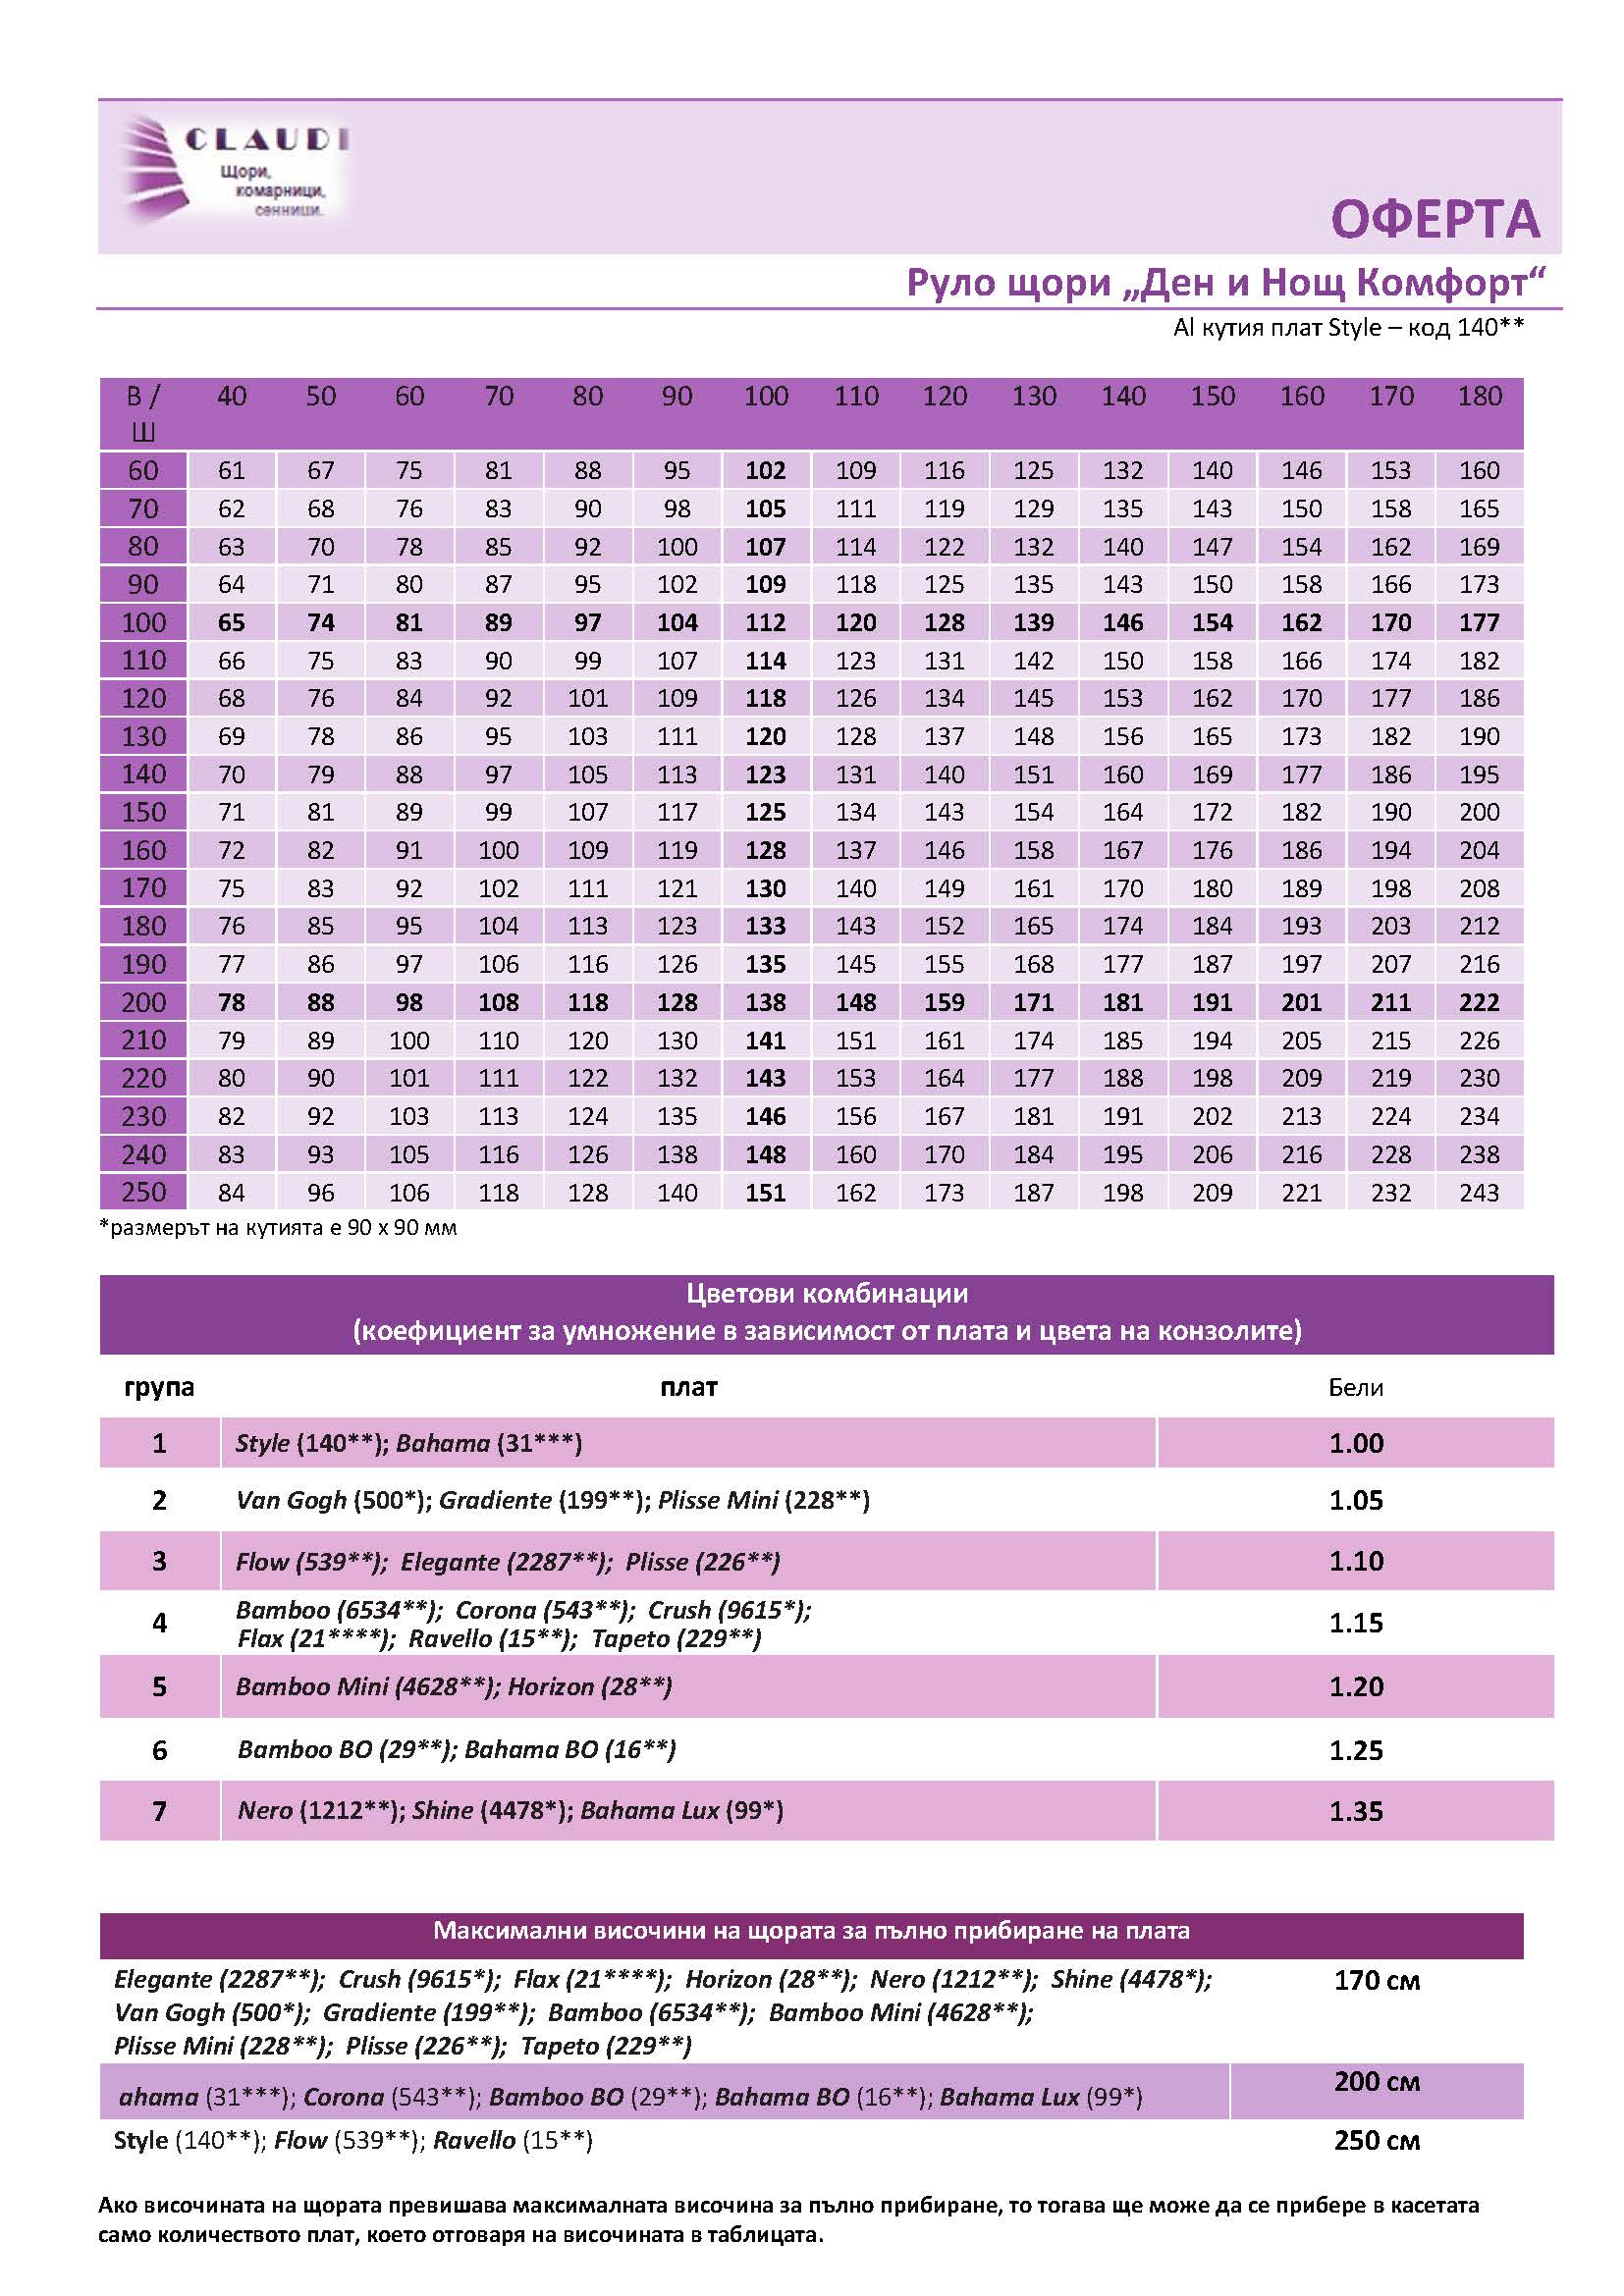 CLAUDI
Щори,
комарници,
сенници.
ОФЕРТА
Руло щори „Ден и Нощ Комфорт“
Al кутия плат Style – код 140**
В / 40 50 60 70 80 90 100 110 120 130 140 150 160 170 180
Ш
60 61 67 75 81 88 95 102 109 116 125 132 140 146 153 160
70 62 68 76 83 90 98 105 111 119 129 135 143 150 158 165
80 63 70 78 85 92 100 107 114 122 132 140 147 154 162 169
90 64 71 80 87 95 102 109 118 125 135 143 150 158 166 173
100 65 74 81 89 97 104 112 120 128 139 146 154 162 170 177
110 66 75 83 90 99 107 114 123 131 142 150 158 166 174 182
120 68 76 84 92 101 109 118 126 134 145 153 162 170 177 186
130 69 78 86 95 103 111 120 128 137 148 156 165 173 182 190
140 70 79 88 97 105 113 123 131 140 151 160 169 177 186 195
150 71 81 89 99 107 117 125 134 143 154 164 172 182 190 200
160 72 82 91 100 109 119 128 137 146 158 167 176 186 194 204
170 75 83 92 102 111 121 130 140 149 161 170 180 189 198 208
180 76 85 95 104 113 123 133 143 152 165 174 184 193 203 212
190 77 86 97 106 116 126 135 145 155 168 177 187 197 207 216
200 78 88 98 108 118 128 138 148 159 171 181 191 201 211 222
210 79 89 100 110 120 130 141 151 161 174 185 194 205 215 226
220 80 90 101 111 122 132 143 153 164 177 188 198 209 219 230
230 82 92 103 113 124 135 146 156 167 181 191 202 213 224 234
240 83 93 105 116 126 138 148 160 170 184 195 206 216 228 238
250 84 96 106 118 128 140 151 162 173 187 198 209 221 232 243
*размерът на кутията е 90 х 90 мм
Цветови комбинации
(коефициент за умножение в зависимост от плата и цвета на конзолите)
група плат Бели
1 Style (140**); Bahama (31***) 1.00
2 Van Gogh (500*); Gradiente (199**); Plisse Mini (228**) 1.05
3 Flow (539**); Elegante (2287**); Plisse (226**) 1.10
4 Bamboo (6534**); Corona (543**); Crush (9615*); 1.15
Flax (21****); Ravello (15**); Tapeto (229**)
5 Bamboo Mini (4628**); Horizon (28**) 1.20
6 Bamboo BO (29**); Bahama BO (16**) 1.25
7 Nero (1212**); Shine (4478*); Bahama Lux (99*) 1.35
Максимални височини на щората за пълно прибиране на плата
Elegante (2287**); Crush (9615*); Flax (21****); Horizon (28**); Nero (1212**); Shine (4478*); 170 см
Van Gogh (500*); Gradiente (199**); Bamboo (6534**); Bamboo Mini (4628**);
Plisse Mini (228**); Plisse (226**); Tapeto (229**)
ahama (31***); Corona (543**); Bamboo BO (29**); Bahama BO (16**); Bahama Lux (99*) 200 см
Style (140**); Flow (539**); Ravello (15**) 250 см
Ако височината на щората превишава максималната височина за пълно прибиране, то тогава ще може да се прибере в касетата
само количеството плат, което отговаря на височината в таблицата.